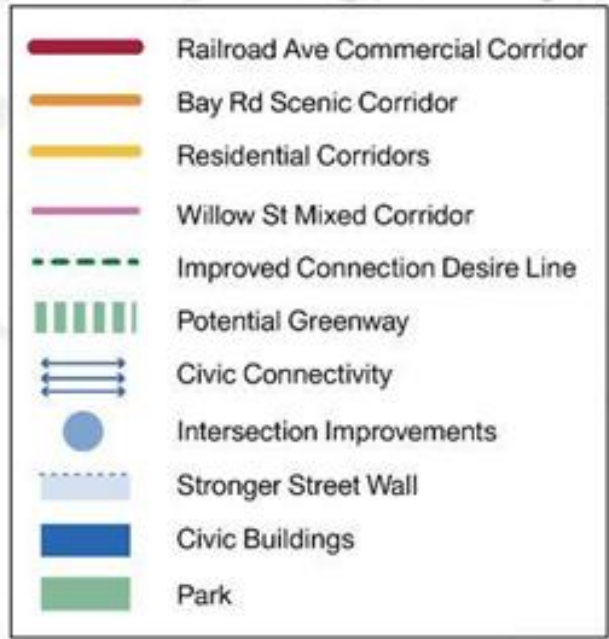 Railroad Ave Commercial Corridor
Bay Rd Scenic Corridor
Residential Corridors
Willow St Mixed Corridor
Improved Connection Desire Line
Potential Greenway
Civic Connectivity
Intersection Improvements
Stronger Street Wall
Civic Buildings
Park